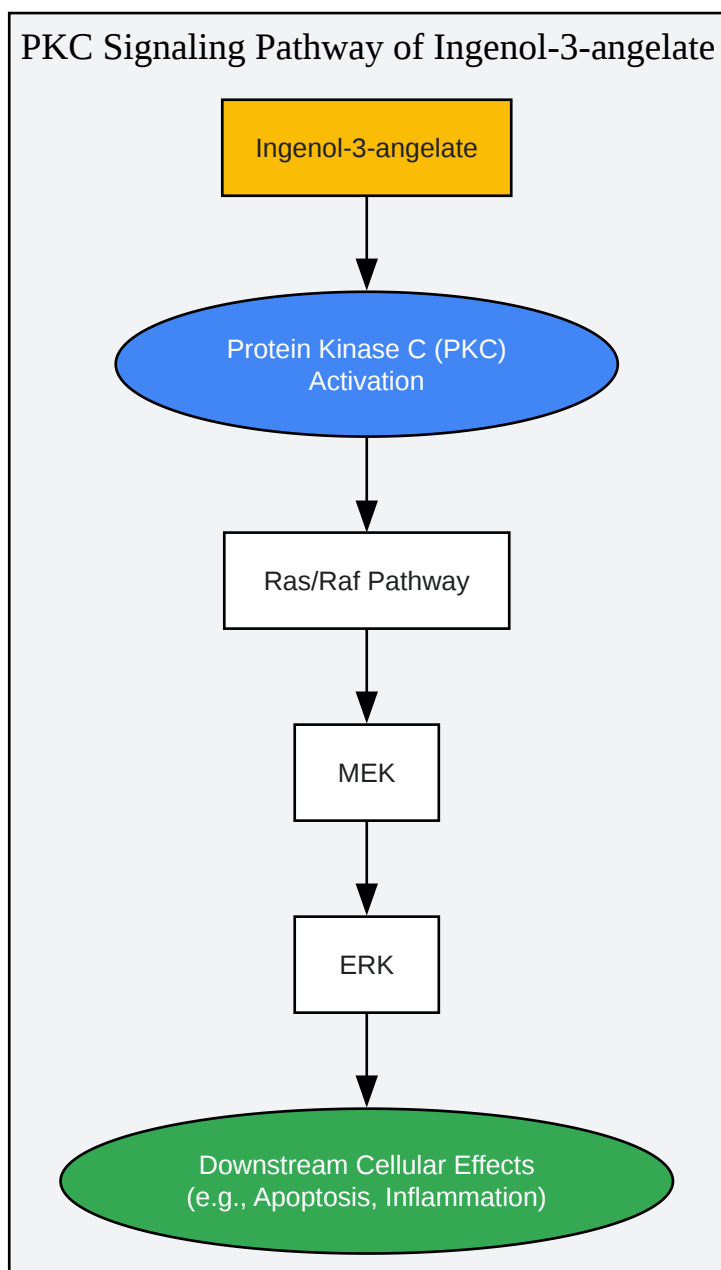 PKC Signaling Pathway of Ingenol-3-angelate
Ingenol-3-angelate
Protein Kinase C (PKC)
Activation
Ras/Raf Pathway
MEK
ERK
Downstream Cellular Effects
(e.g., Apoptosis, Inflammation)